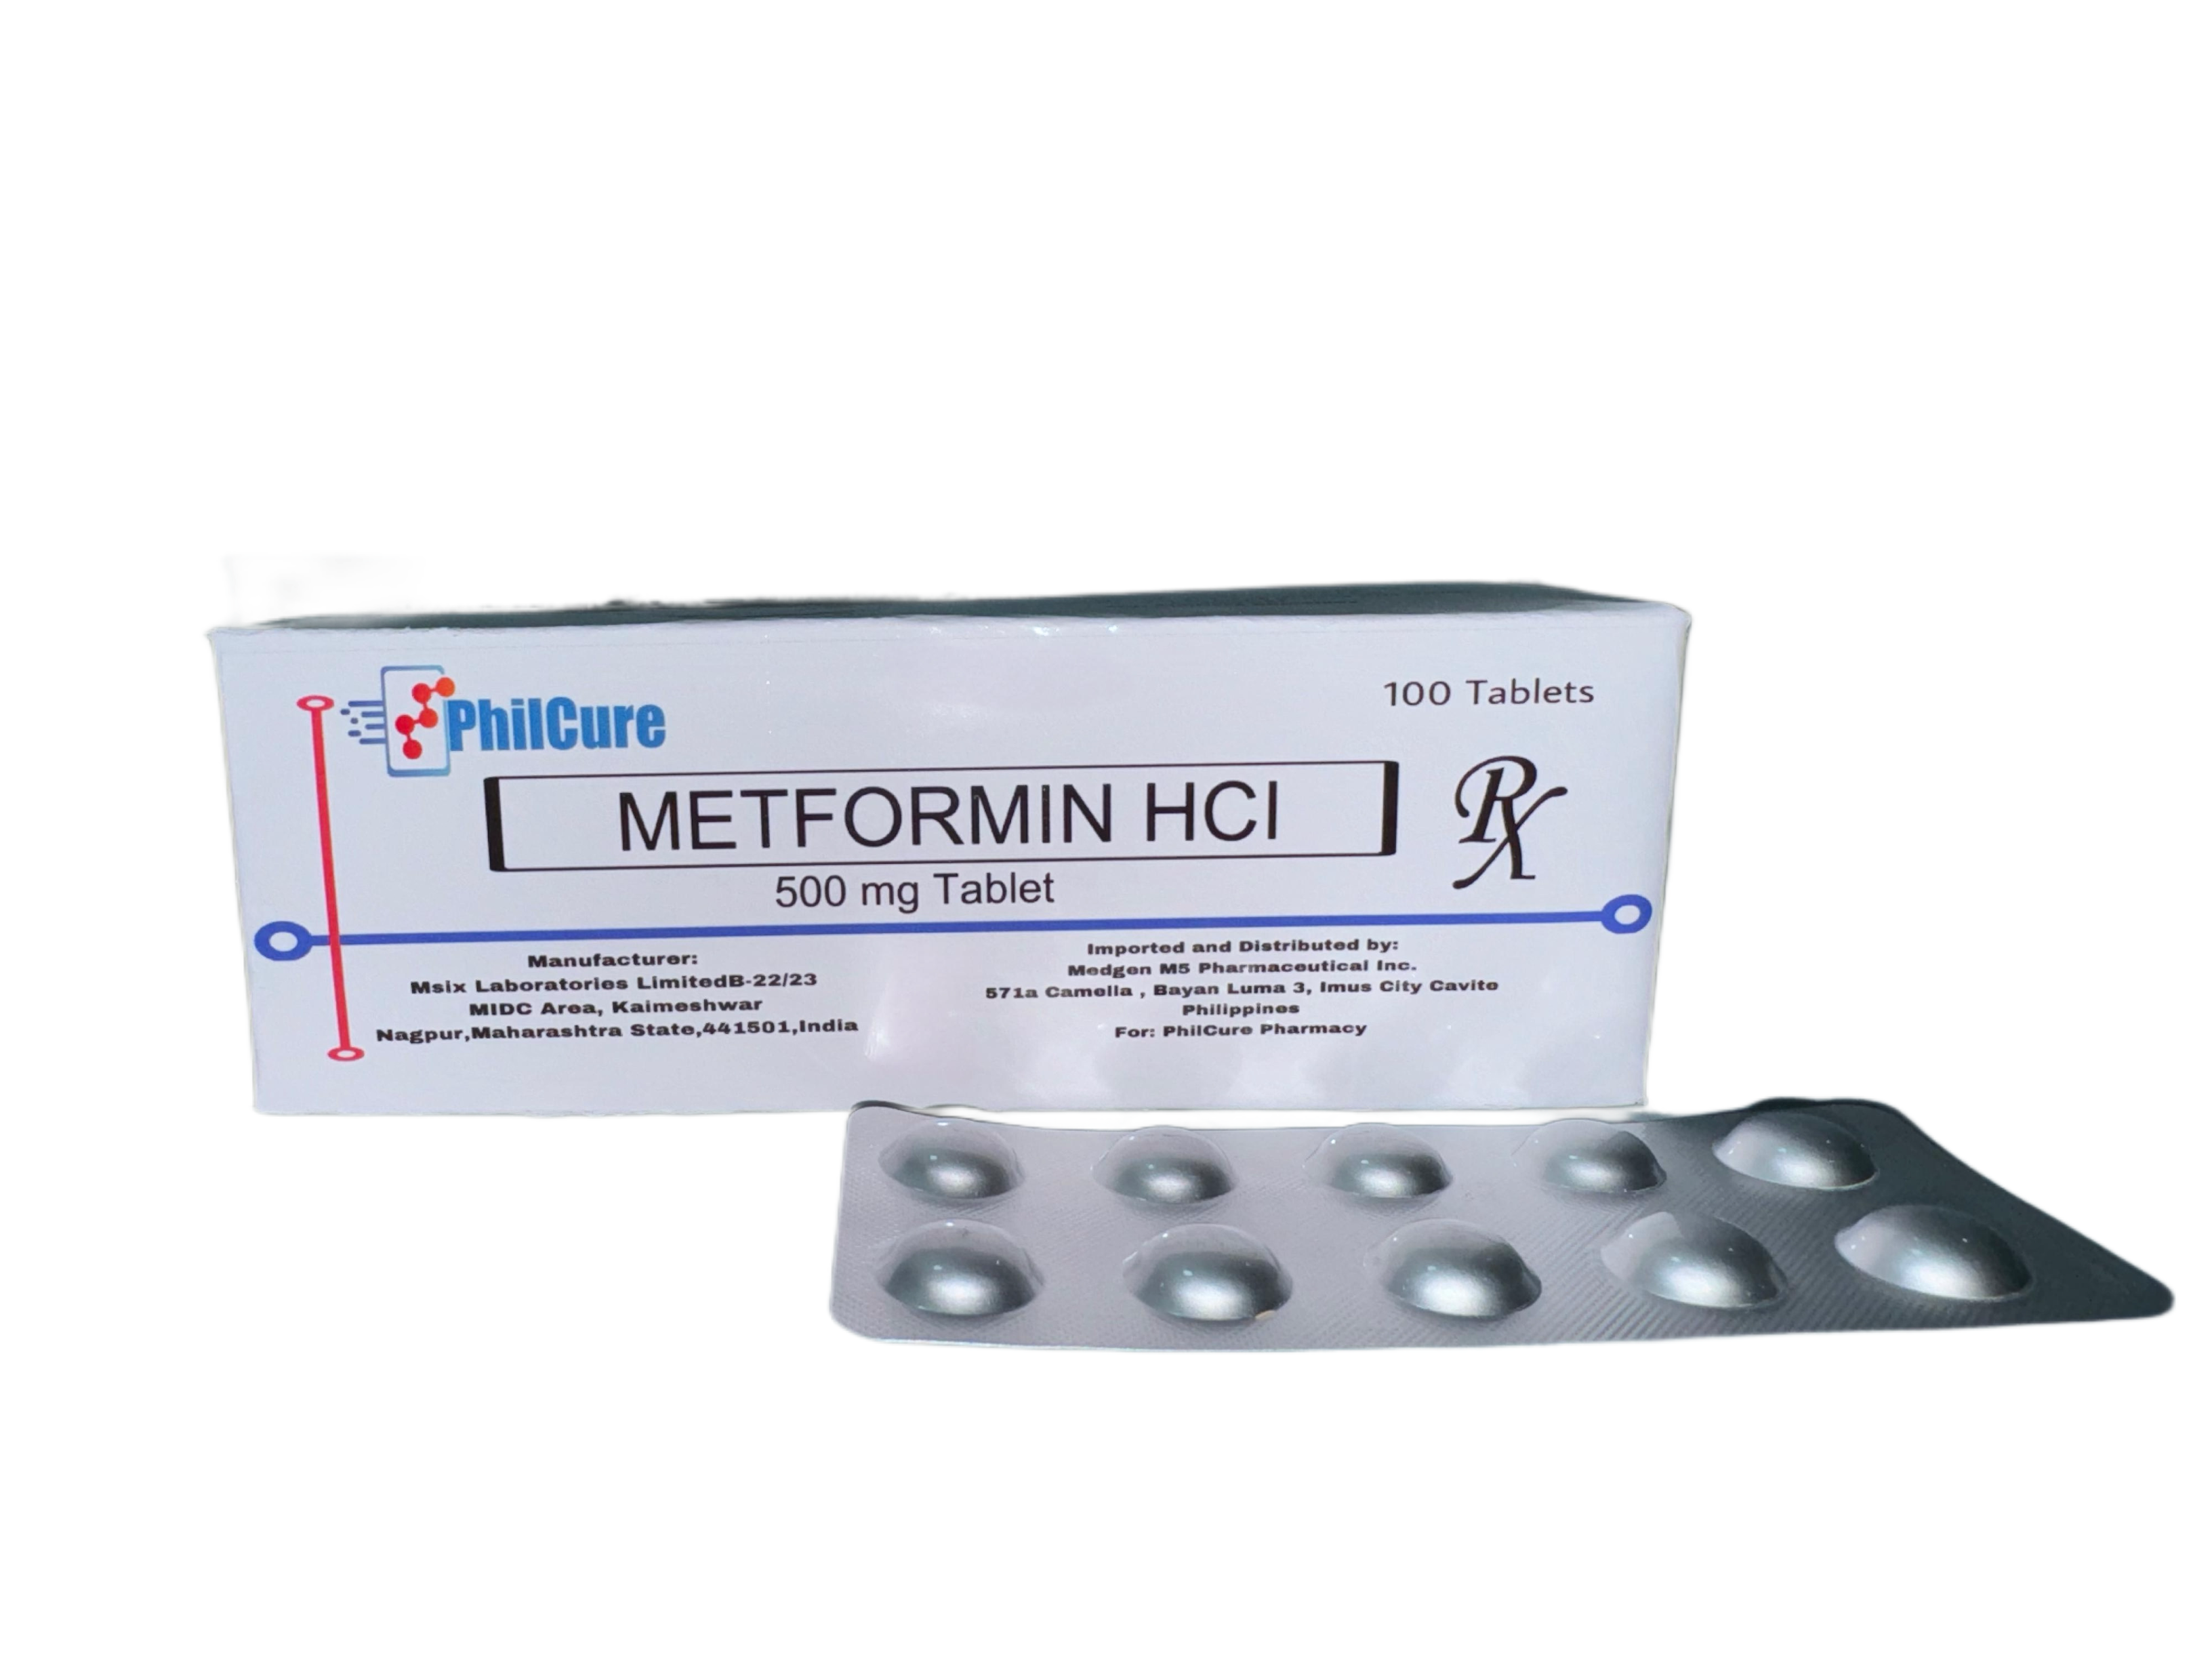 PhilCure
100 Tablets
METFORMIN HCl
Rx
500 mg Tablet
Manufacturer:
Msix Laboratories LimitedB-22/23
MIDC Area, Kaimeshwar
Nagpur,Maharashtra State,441501,India
Imported and Distributed by:
Medgen M5 Pharmaceutical Inc.
571a Camella , Bayan Luma 3, Imus City Cavite
Philippines
For: PhilCure Pharmacy